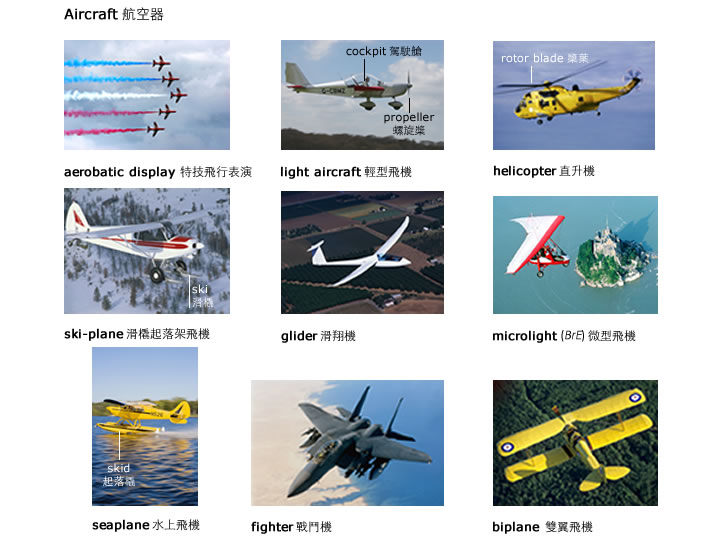 Aircraft 航空器
cockpit 駕駛艙
propeller
螺旋槳
rotor blade 槳葉
aerobatic display 特技飛行表演
light aircraft 輕型飛機
helicopter 直升機
ski
滑橇
ski-plane 滑橇起落架飛機
glider 滑翔機
microlight (BrE) 微型飛機
skid
起落橇
seaplane 水上飛機
fighter 戰鬥機
biplane 雙翼飛機